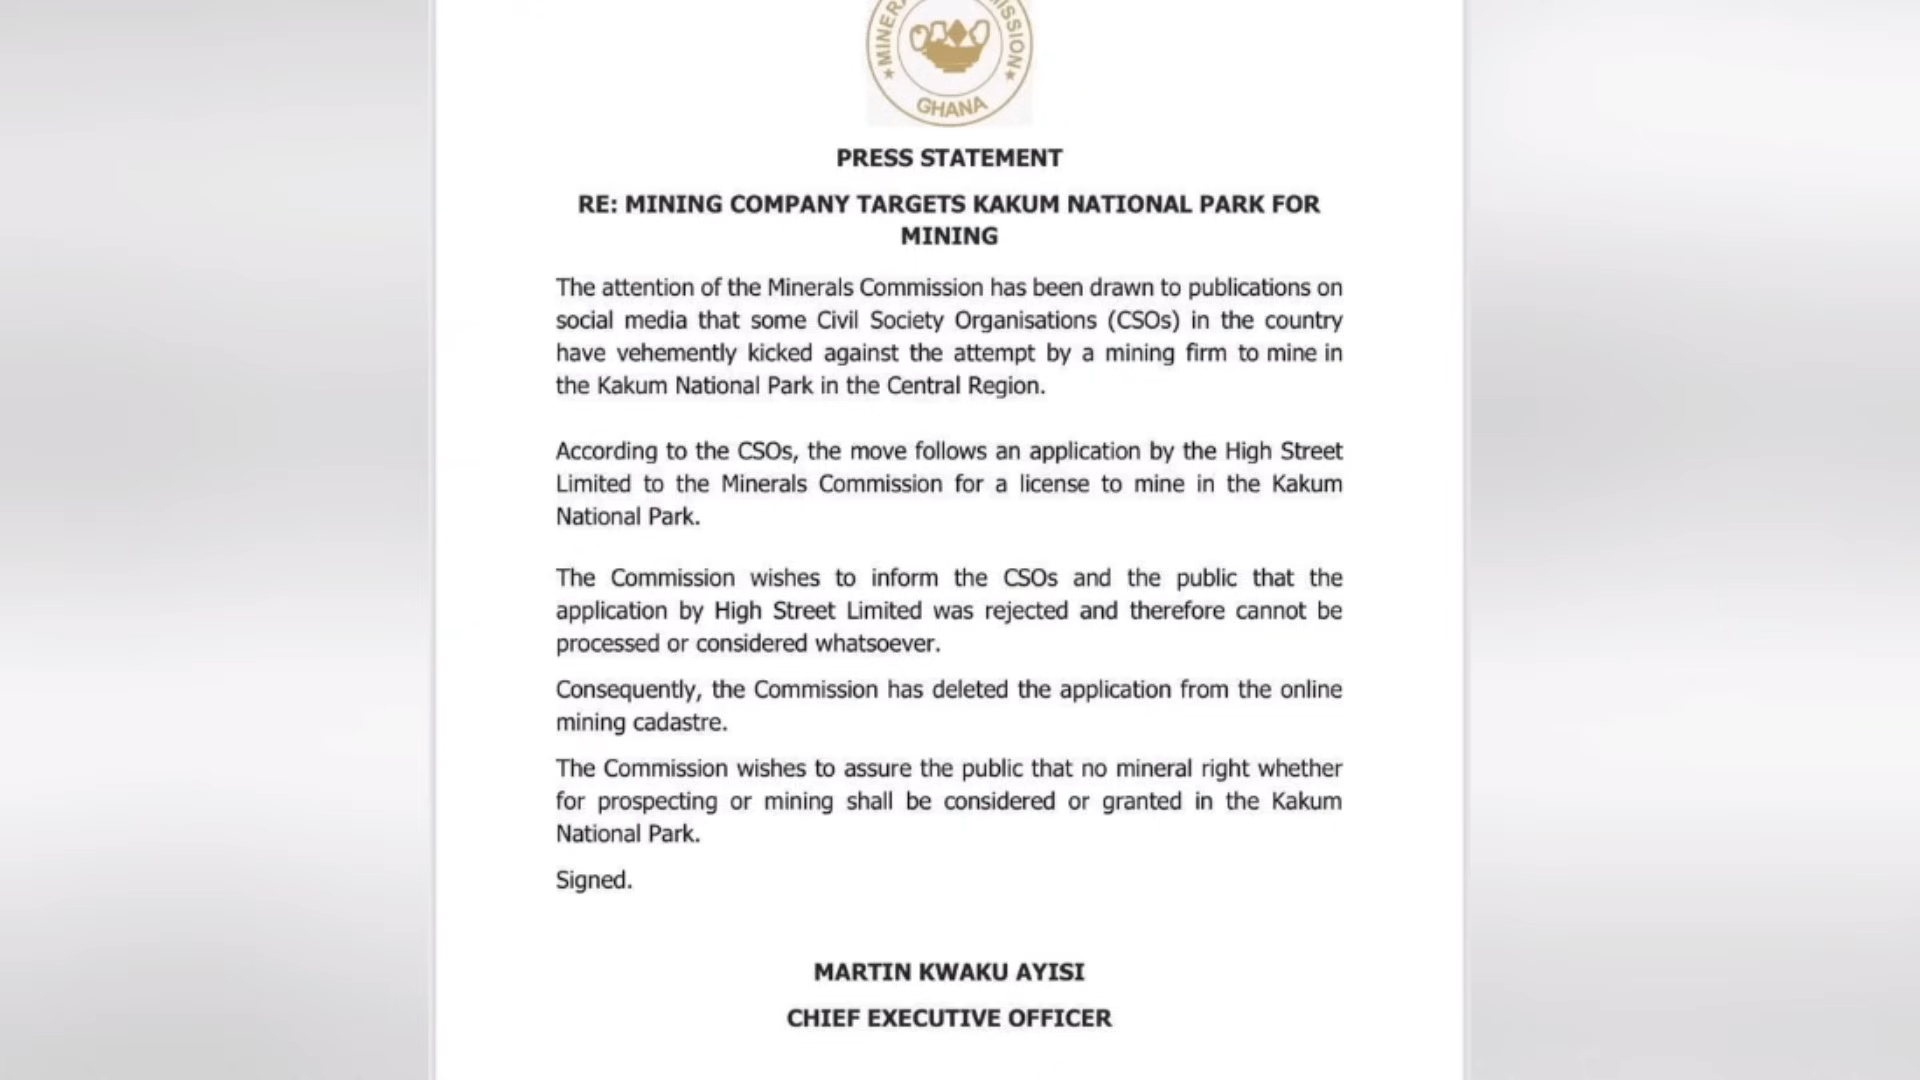 MINERA
ISSION
GHANA
PRESS STATEMENT
RE: MINING COMPANY TARGETS KAKUM NATIONAL PARK FOR
MINING
The attention of the Minerals Commission has been drawn to publications on
social media that some Civil Society Organisations (CSOs) in the country
have vehemently kicked against the attempt by a mining firm to mine in
the Kakum National Park in the Central Region.
According to the CSOs, the move follows an application by the High Street
Limited to the Minerals Commission for a license to mine in the Kakum
National Park.
The Commission wishes to inform the CSOs and the public that the
application by High Street Limited was rejected and therefore cannot be
processed or considered whatsoever.
Consequently, the Commission has deleted the application from the online
mining cadastre.
The Commission wishes to assure the public that no mineral right whether
for prospecting or mining shall be considered or granted in the Kakum
National Park.
Signed.
MARTIN KWAKU AYISI
CHIEF EXECUTIVE OFFICER